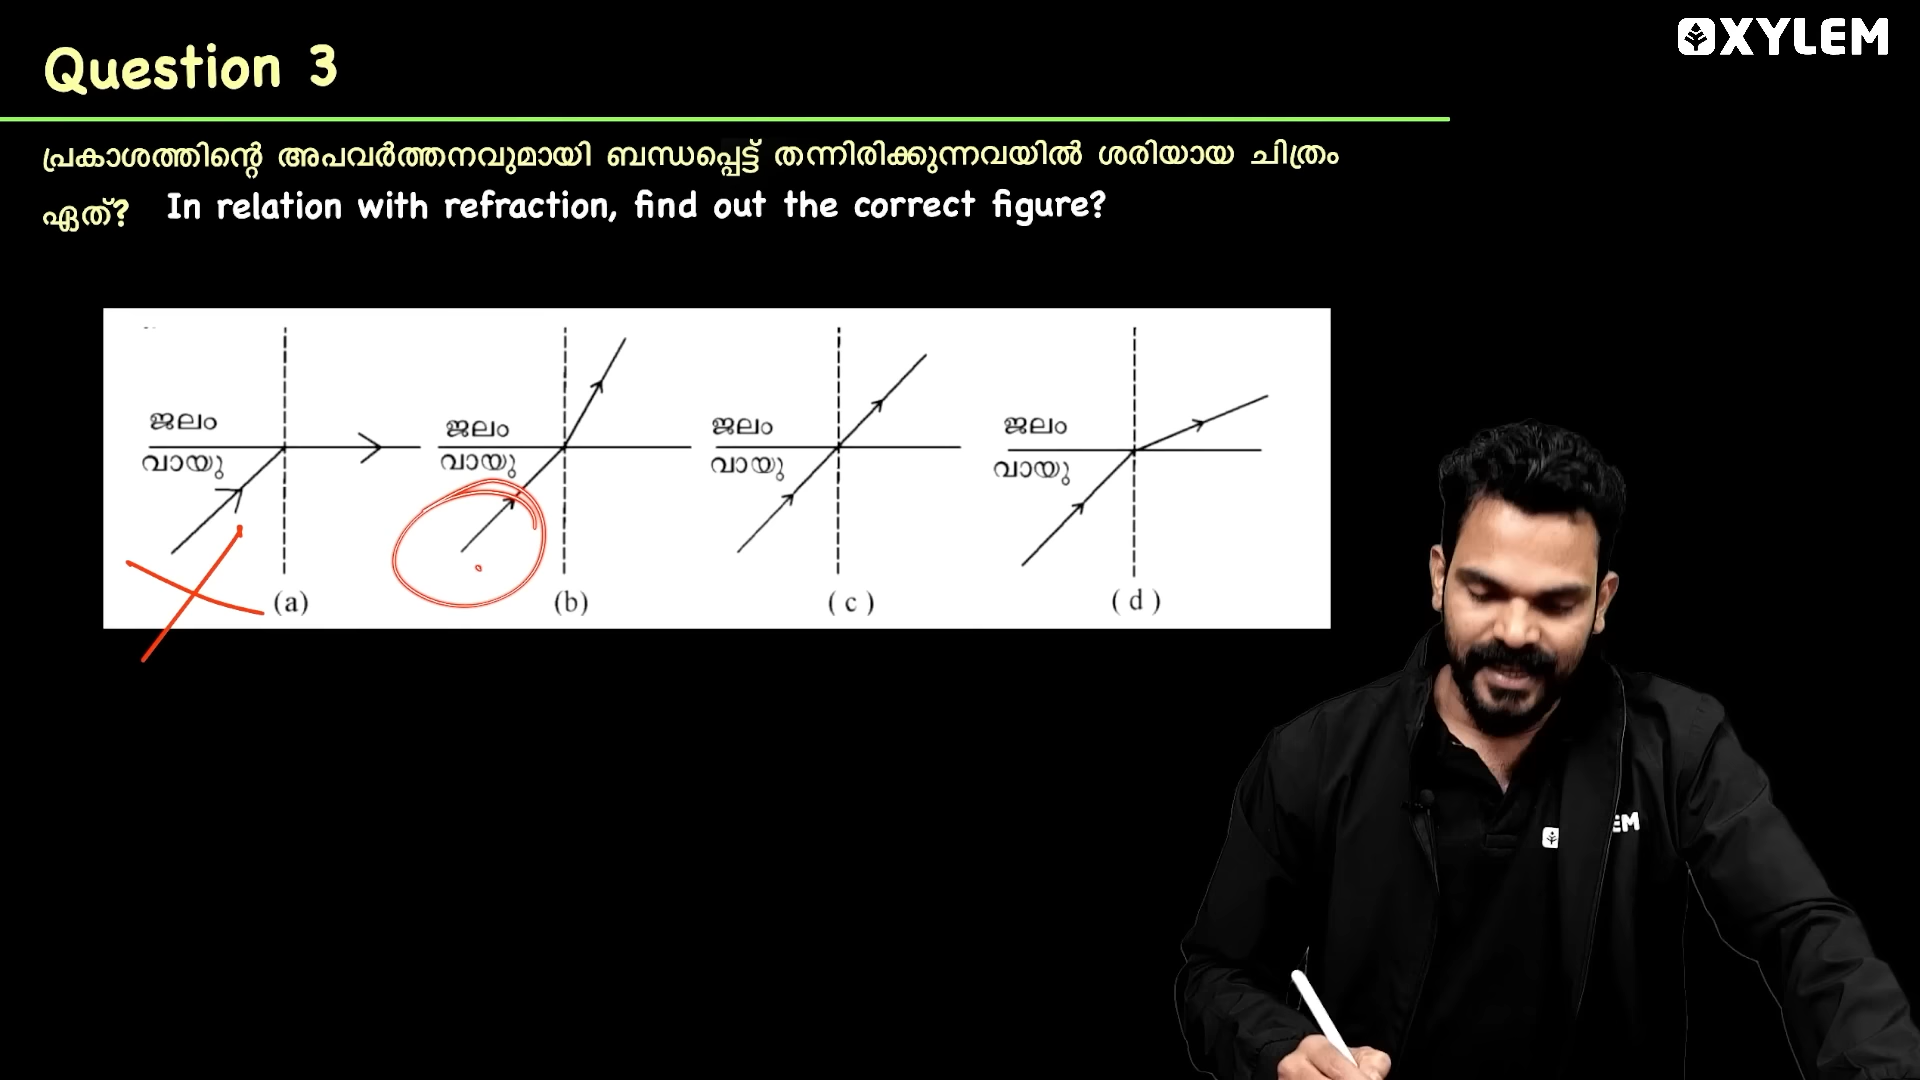 XYLEM
Question 3
പ്രകാശത്തിന്റെ അപവർത്തനവുമായി ബന്ധപ്പെട്ട് തന്നിരിക്കുന്നവയിൽ ശരിയായ ചിത്രം
ഏത്? In relation with refraction, find out the correct figure?
ജലം ജലം ജലം ജലം
വായു വായു വായു വായു
(a) (b) ( c ) ( d )
EM